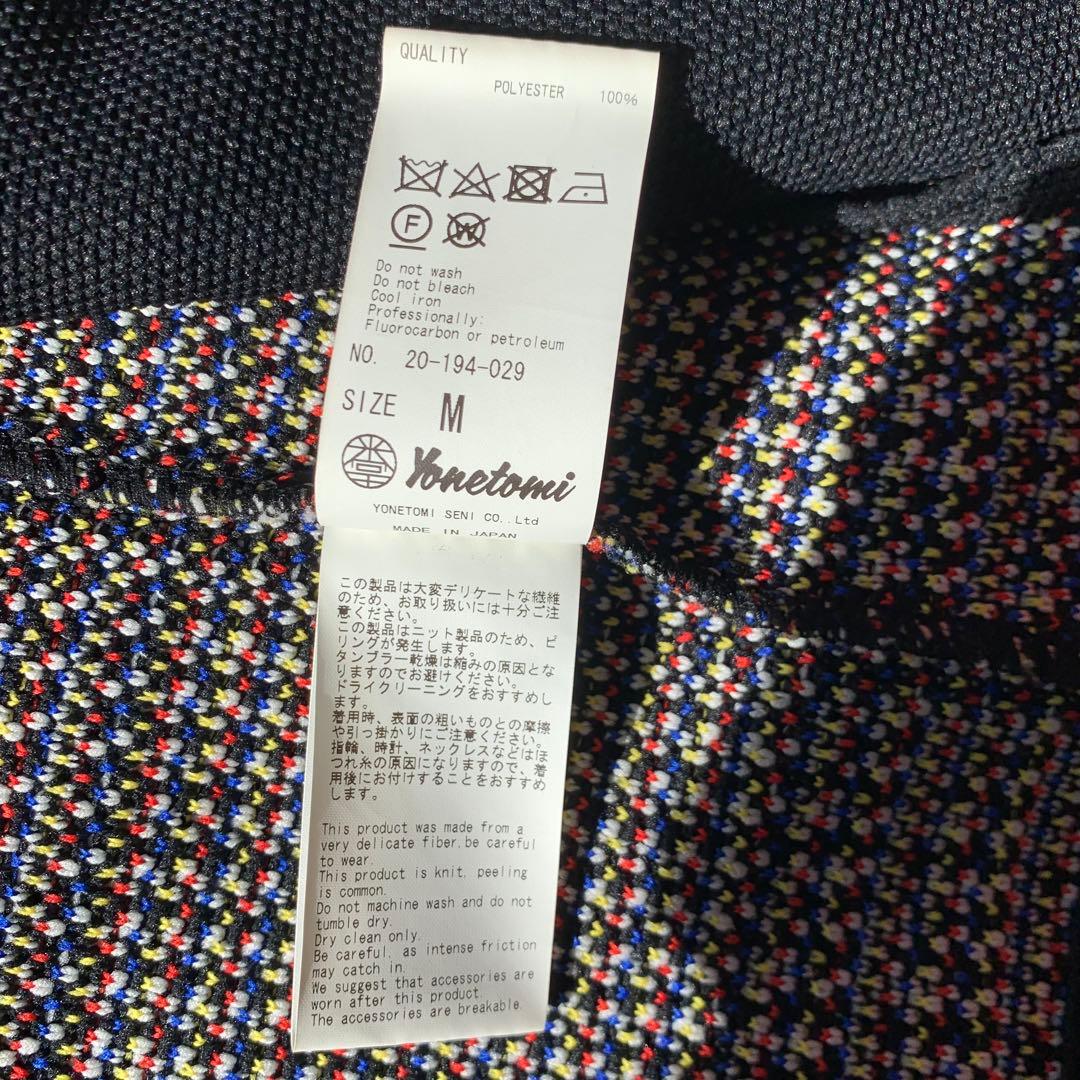 QUALITY
POLYESTER 100%
F
W
Do not wash
Do not bleach
Cool iron
Professionally:
Fluorocarbon or petroleum
NO. 20-194-029
SIZE M
Yonetomi
YONETOMI SENI CO., Ltd
MADE IN JAPAN
この製品は大変デリケートな繊維
のため、お取り扱いには十分ご注
意ください。
この製品はニット製品のため、ピ
リングが発生します。
タンブラー乾燥は縮みの原因とな
りますのでお避けください。
ドライクリーニングをおすすめし
ます。
着用時、表面の粗いものとの摩擦
や引っ掛かりにご注意ください。
指輪、時計、ネックレスなどはほ
つれ糸の原因になりますので、着
用後にお付けすることをおすすめ
します。
This product was made from a
very delicate fiber.be careful
to wear.
This product is knit, peeling
is common.
Do not machine wash and do not
tumble dry.
Dry clean only.
Be careful, as intense friction
may catch in.
We suggest that accessories are
worn after this product.
The accessories are breakable.